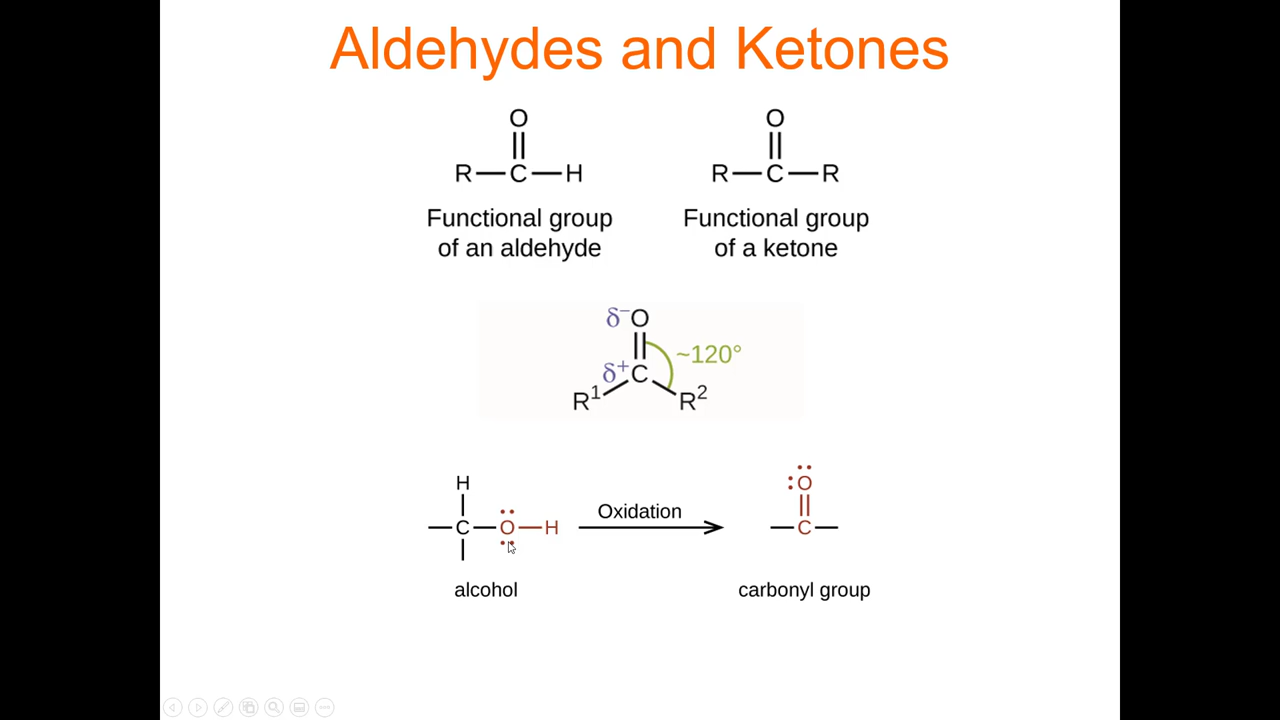 Aldehydes and Ketones
O O
R—C—H R—C—R
Functional group Functional group
of an aldehyde of a ketone
δ⁻O
~120°
δ⁺C
R¹ R²
H O
Oxidation
C—O—H C
alcohol carbonyl group